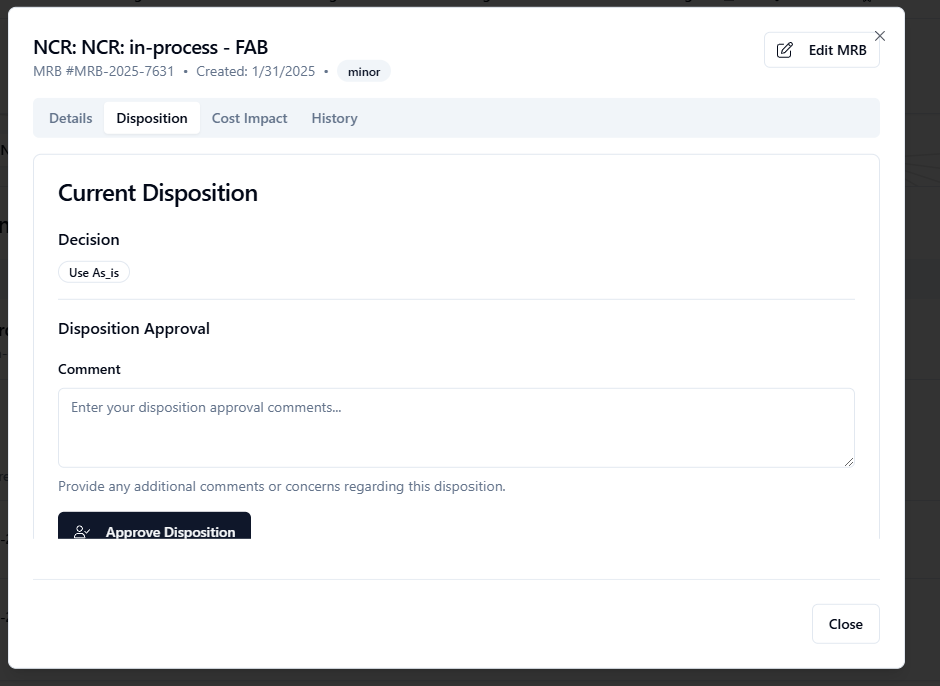 NCR: NCR: in-process - FAB
Edit MRB
MRB #MRB-2025-7631 • Created: 1/31/2025 • minor
Details Disposition Cost Impact History
Current Disposition
Decision
Use As_is
Disposition Approval
Comment
Enter your disposition approval comments...
Provide any additional comments or concerns regarding this disposition.
Approve Disposition
Close